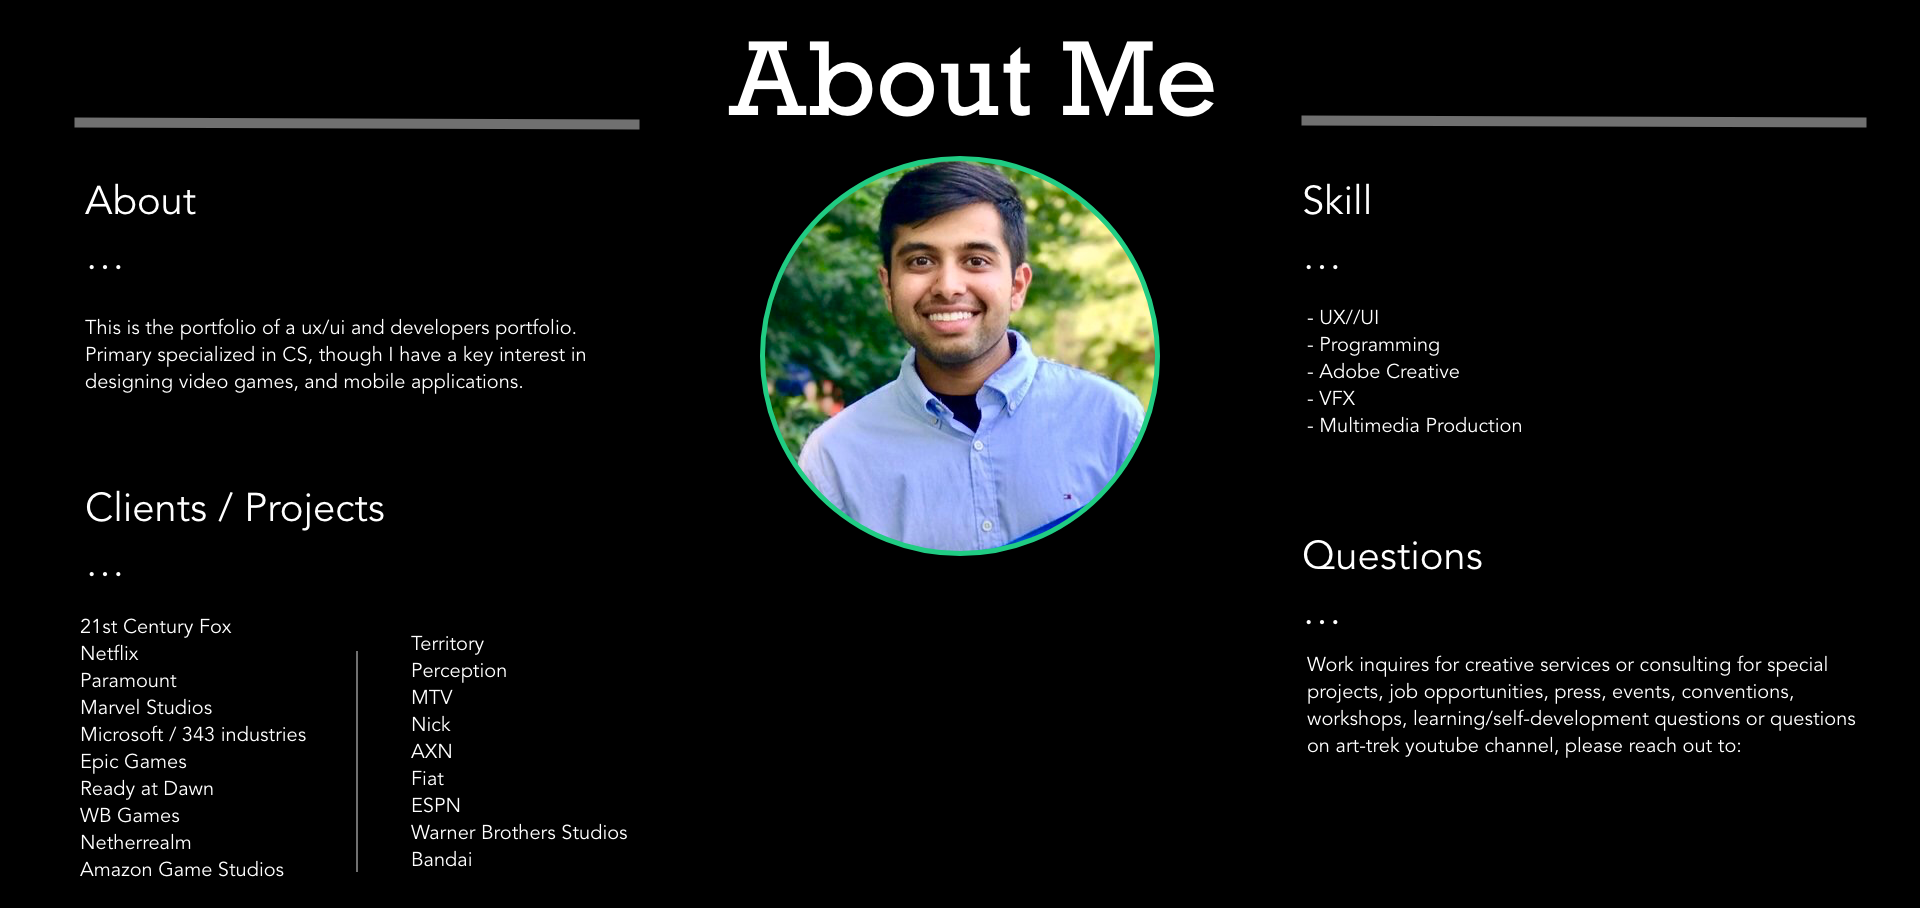 About Me
About
...
This is the portfolio of a ux/ui and developers portfolio.
Primary specialized in CS, though I have a key interest in
designing video games, and mobile applications.
Clients / Projects
...
21st Century Fox
Netflix
Paramount
Marvel Studios
Microsoft / 343 industries
Epic Games
Ready at Dawn
WB Games
Netherrealm
Amazon Game Studios
Territory
Perception
MTV
Nick
AXN
Fiat
ESPN
Warner Brothers Studios
Bandai
Skill
...
- UX//UI
- Programming
- Adobe Creative
- VFX
- Multimedia Production
Questions
...
Work inquires for creative services or consulting for special
projects, job opportunities, press, events, conventions,
workshops, learning/self-development questions or questions
on art-trek youtube channel, please reach out to: